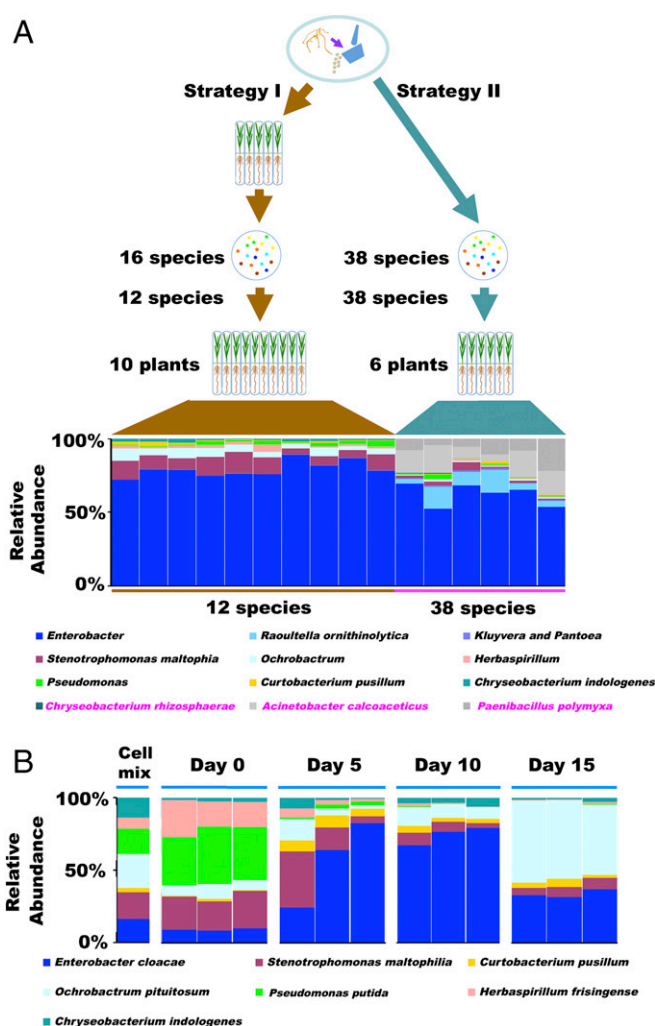 A
Strategy I
Strategy II
16 species
38 species
12 species
38 species
10 plants
6 plants
100%
50%
0%
Relative
Abundance
12 species
38 species
Enterobacter
Raoultella ornithinolytica
Kluyvera and Pantoea
Stenotrophomonas maltophia
Ochrobactrum
Herbaspirillum
Pseudomonas
Curtobacterium pusillum
Chryseobacterium indologenes
Chryseobacterium rhizosphaerae
Acinetobacter calcoaceticus
Paenibacillus polymyxa
B
Cell
mix
Day 0
Day 5
Day 10
Day 15
100%
50%
0%
Relative
Abundance
Enterobacter cloacae
Stenotrophomonas maltophilia
Curtobacterium pusillum
Ochrobactrum pituitosum
Pseudomonas putida
Herbaspirillum frisingense
Chryseobacterium indologenes